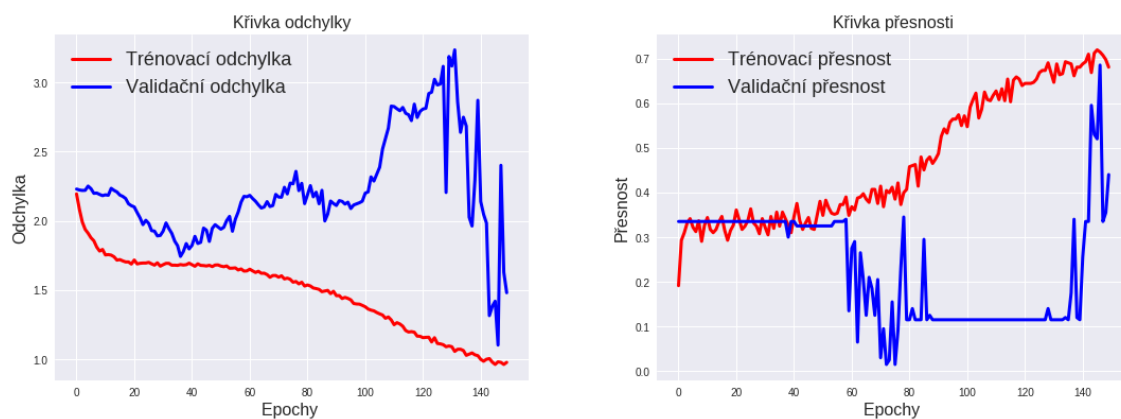 Křivka odchylky
Trénovací odchylka
Validační odchylka
3.0
2.5
2.0
1.5
1.0
Odchylka
0 20 40 60 80 100 120 140
Epochy
Křivka přesnosti
Trénovací přesnost
Validační přesnost
0.7
0.6
0.5
0.4
0.3
0.2
0.1
0.0
Přesnost
0 20 40 60 80 100 120 140
Epochy